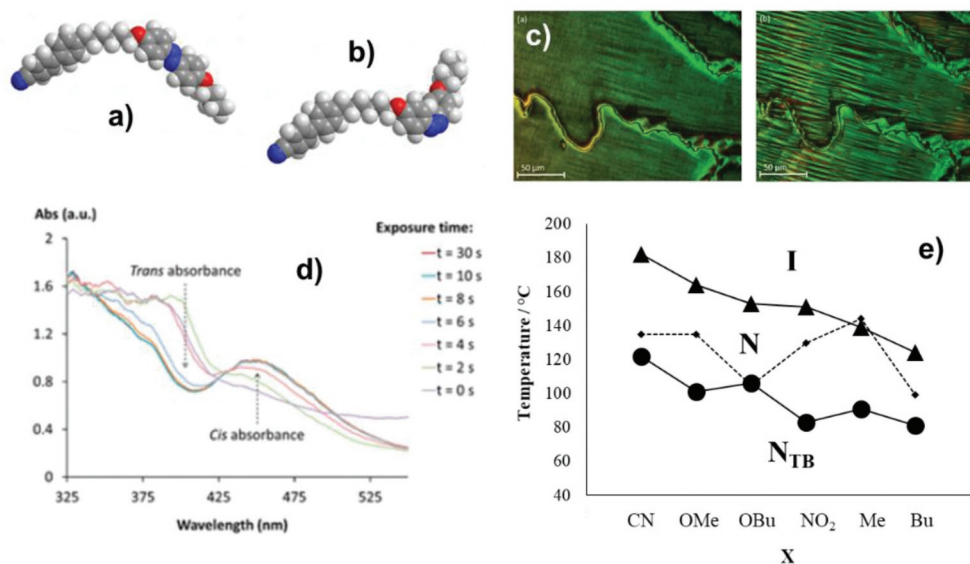 a)
b)
(a)
c)
50 µm
(b)
50 µm
Abs (a.u.)
2
1.6
1.2
0.8
0.4
0
325
375
425
475
525
Wavelength (nm)
Trans absorbance
Cis absorbance
d)
Exposure time:
t = 30 s
t = 10 s
t = 8 s
t = 6 s
t = 4 s
t = 2 s
t = 0 s
e)
200
180
160
140
120
100
80
60
40
Temperature / °C
I
N
N_TB
CN OMe OBu NO₂ Me Bu
X